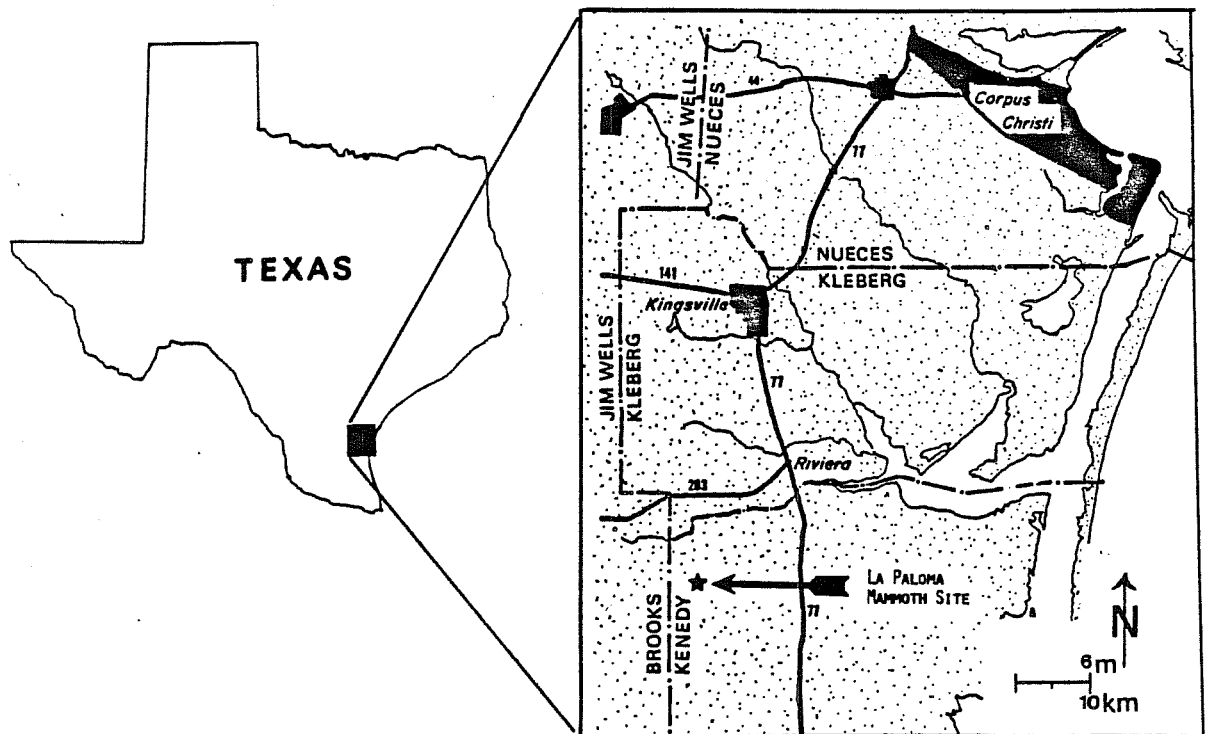 TEXAS
44
JIM WELLS
NUECES
Corpus
Christi
77
NUECES
KLEBERG
141
Kingsville
JIM WELLS
KLEBERG
77
Riviera
283
LA PALOMA
MAMMOTH SITE
77
BROOKS
KENEDY
N
6m
10km